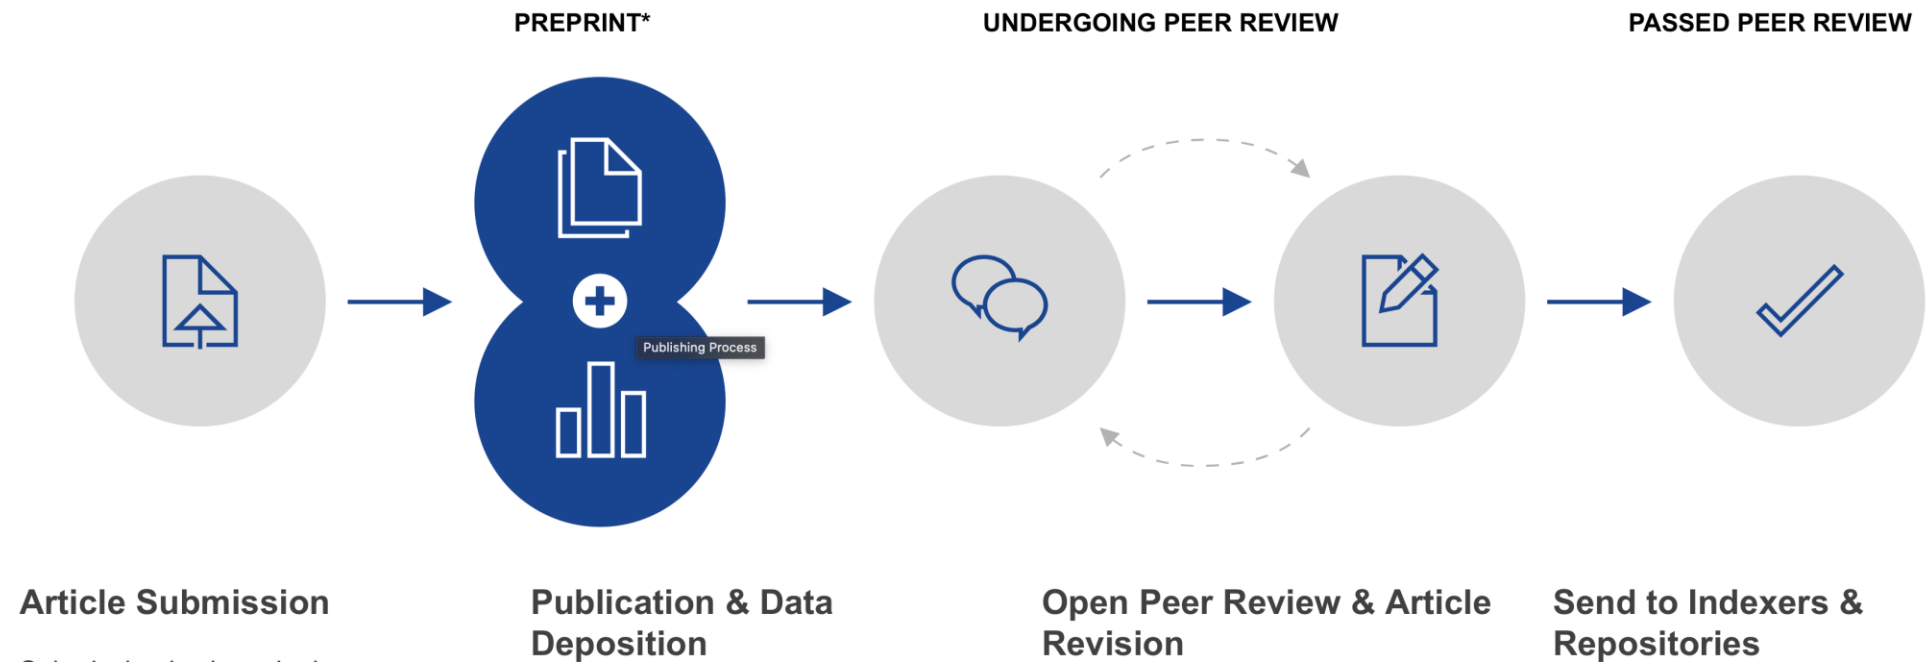 PREPRINT*
UNDERGOING PEER REVIEW
PASSED PEER REVIEW
Publishing Process
Article Submission
Publication & Data
Deposition
Open Peer Review & Article
Revision
Send to Indexers &
Repositories